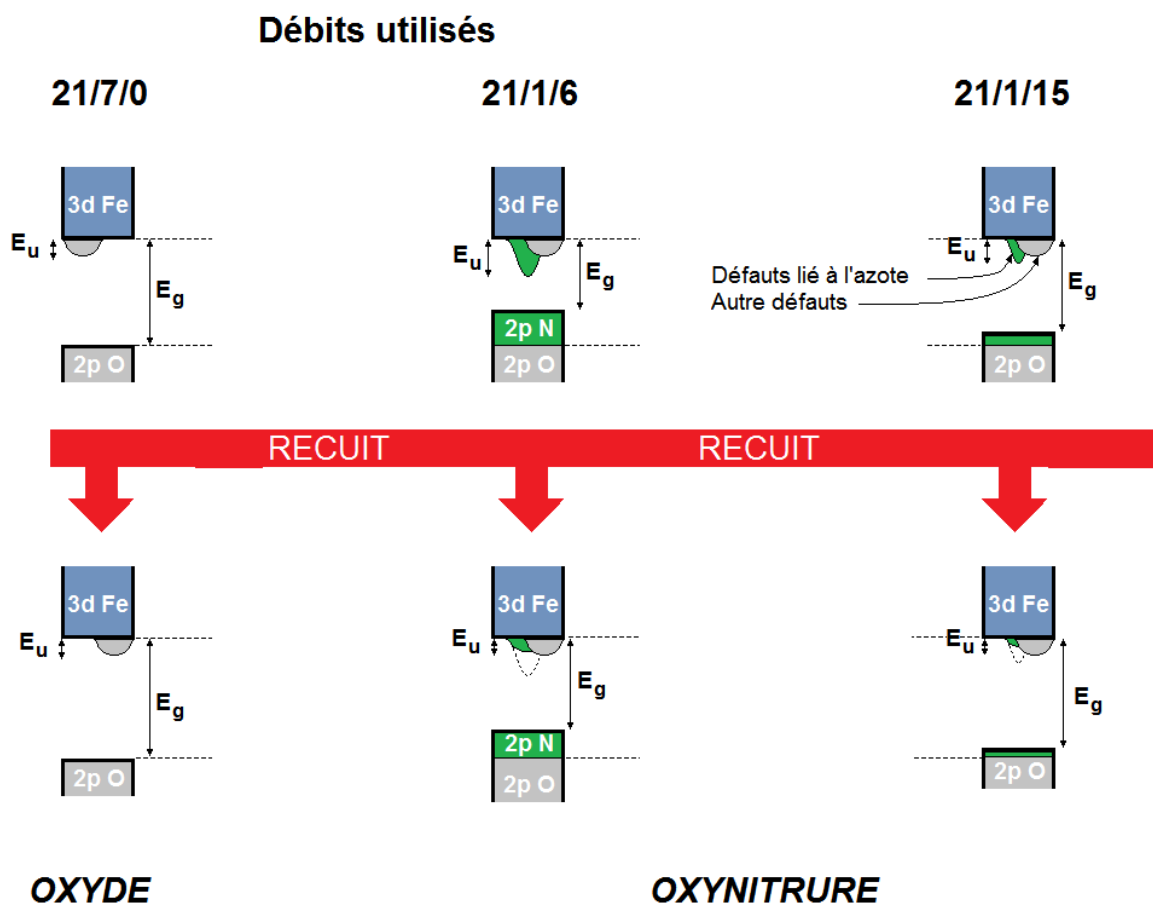 Débits utilisés
21/7/0
21/1/6
21/1/15
3d Fe
3d Fe
3d Fe
Eu
Eg
2p O
Eu
Eg
2p N
2p O
Eu
Eg
Défauts lié à l'azote
Autre défauts
2p O
RECUIT
RECUIT
3d Fe
3d Fe
3d Fe
Eu
Eg
2p O
Eu
Eg
2p N
2p O
Eu
Eg
2p O
OXYDE
OXYNITRURE